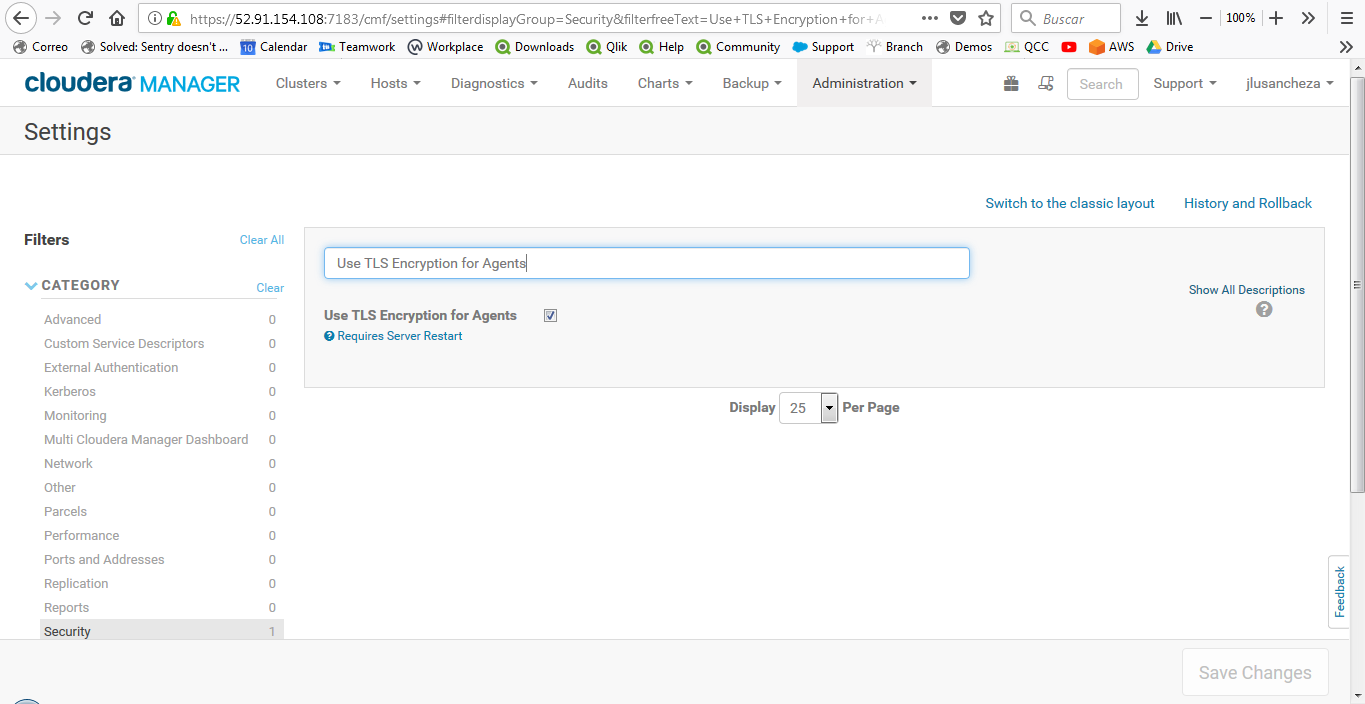 https://52.91.154.108:7183/cmf/settings#filterdisplayGroup=Security&filterfreeText=Use+TLS+Encryption+for+A
Buscar
100%
Correo
Solved: Sentry doesn't ...
10 Calendar
Teamwork
Workplace
Downloads
Qlik
Help
Community
Support
Branch
Demos
QCC
AWS
Drive
cloudera MANAGER
Clusters
Hosts
Diagnostics
Audits
Charts
Backup
Administration
Search
Support
jlusancheza
Settings
Switch to the classic layout
History and Rollback
Filters
Clear All
Use TLS Encryption for Agents
CATEGORY
Clear
Show All Descriptions
?
Use TLS Encryption for Agents
? Requires Server Restart
Advanced 0
Custom Service Descriptors 0
External Authentication 0
Kerberos 0
Monitoring 0
Multi Cloudera Manager Dashboard 0
Network 0
Other 0
Parcels 0
Performance 0
Ports and Addresses 0
Replication 0
Reports 0
Security 1
Display 25 Per Page
Feedback
Save Changes